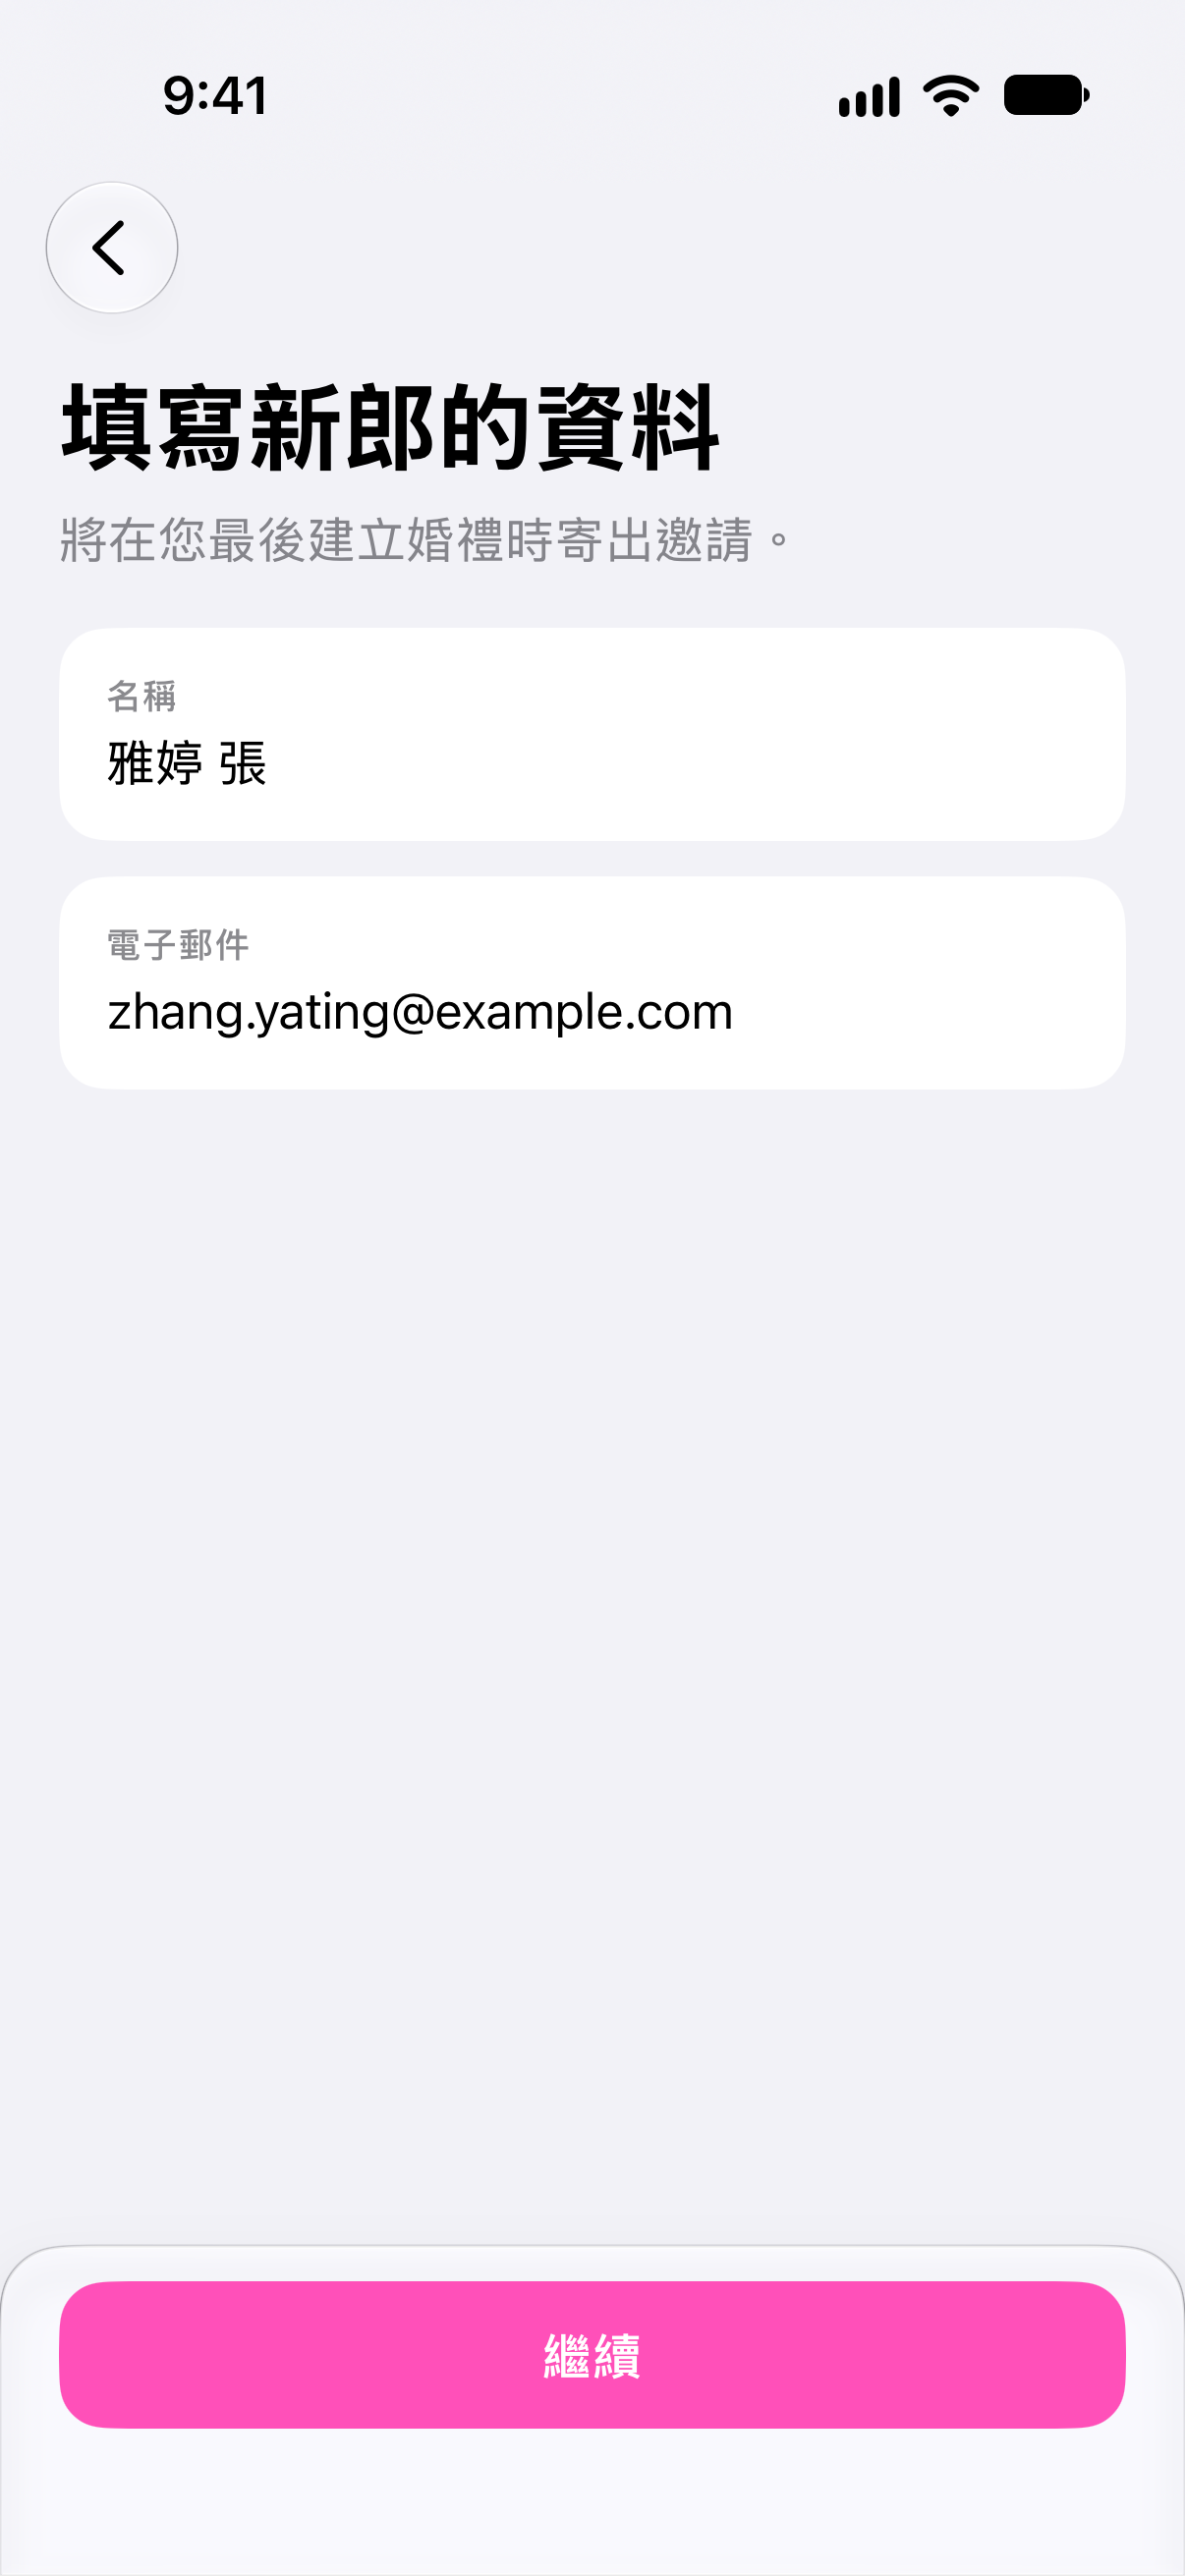 9:41
填寫新郎的資料
將在您最後建立婚禮時寄出邀請。
名稱
雅婷 張
電子郵件
zhang.yating@example.com
繼續